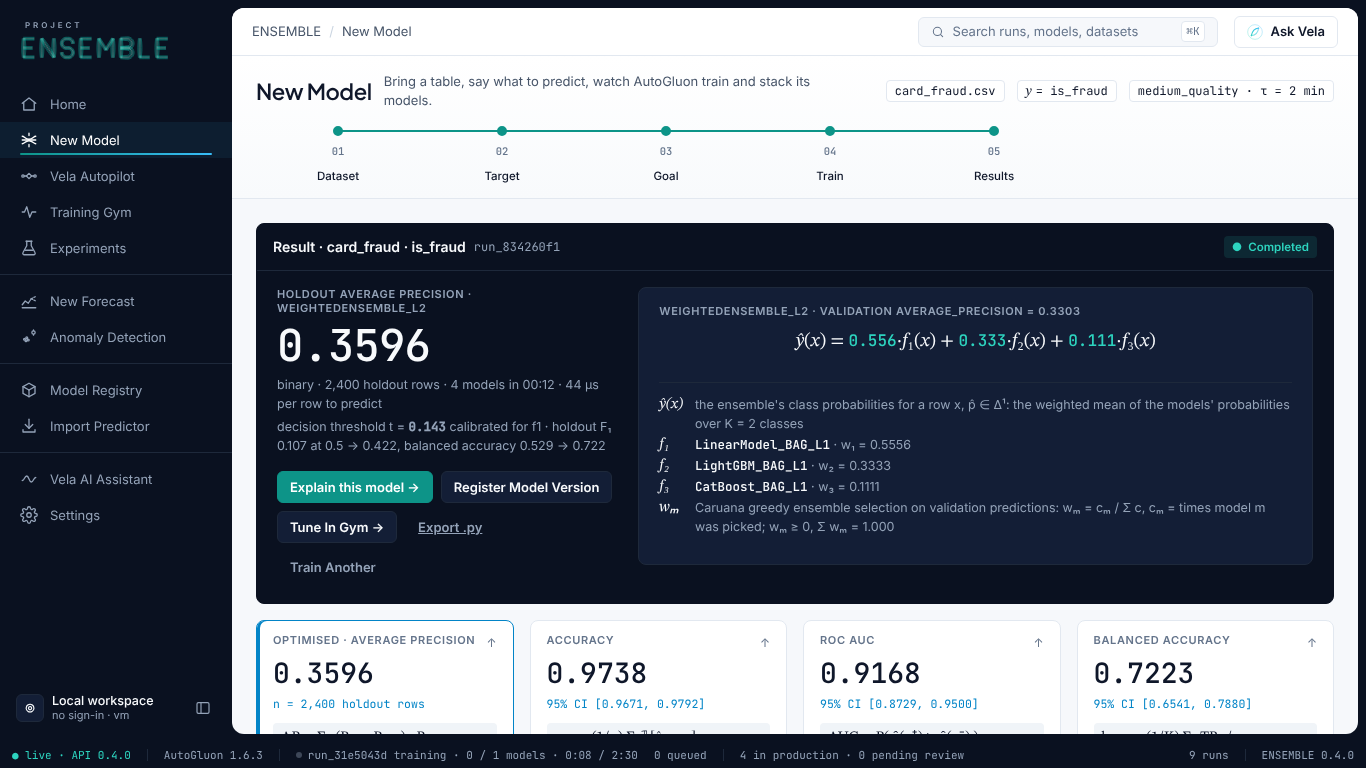 PROJECT
ENSEMBLE
Home
New Model
Vela Autopilot
Training Gym
Experiments
New Forecast
Anomaly Detection
Model Registry
Import Predictor
Vela AI Assistant
Settings
Local workspace
no sign-in · vm
ENSEMBLE / New Model
Search runs, models, datasets ⌘K
Ask Vela
New Model
Bring a table, say what to predict, watch AutoGluon train and stack its
models.
card_fraud.csv
y = is_fraud
medium_quality · τ = 2 min
01 02 03 04 05
Dataset Target Goal Train Results
Result · card_fraud · is_fraud run_834260f1
Completed
HOLDOUT AVERAGE PRECISION ·
WEIGHTEDENSEMBLE_L2
0.3596
binary · 2,400 holdout rows · 4 models in 00:12 · 44 µs
per row to predict
decision threshold t = 0.143 calibrated for f1 · holdout F₁
0.107 at 0.5 → 0.422, balanced accuracy 0.529 → 0.722
Explain this model →
Register Model Version
Tune In Gym →
Export .py
Train Another
WEIGHTEDENSEMBLE_L2 · VALIDATION AVERAGE_PRECISION = 0.3303
ŷ(x) = 0.556·f₁(x) + 0.333·f₂(x) + 0.111·f₃(x)
ŷ(x) the ensemble's class probabilities for a row x, p̂ ∈ Δ¹: the weighted mean of the models' probabilities
over K = 2 classes
f₁ LinearModel_BAG_L1 · w₁ = 0.5556
f₂ LightGBM_BAG_L1 · w₂ = 0.3333
f₃ CatBoost_BAG_L1 · w₃ = 0.1111
wₘ Caruana greedy ensemble selection on validation predictions: wₘ = cₘ / Σ c, cₘ = times model m
was picked; wₘ ≥ 0, Σ wₘ = 1.000
OPTIMISED · AVERAGE PRECISION ↑
0.3596
n = 2,400 holdout rows
ACCURACY ↑
0.9738
95% CI [0.9671, 0.9792]
ROC AUC ↑
0.9168
95% CI [0.8729, 0.9500]
BALANCED ACCURACY ↑
0.7223
95% CI [0.6541, 0.7880]
live · API 0.4.0
AutoGluon 1.6.3
run_31e5043d training · 0 / 1 models · 0:08 / 2:30 0 queued
4 in production · 0 pending review
9 runs
ENSEMBLE 0.4.0